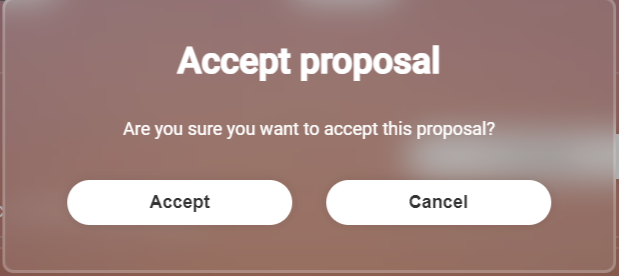 Accept proposal
Are you sure you want to accept this proposal?
Accept
Cancel